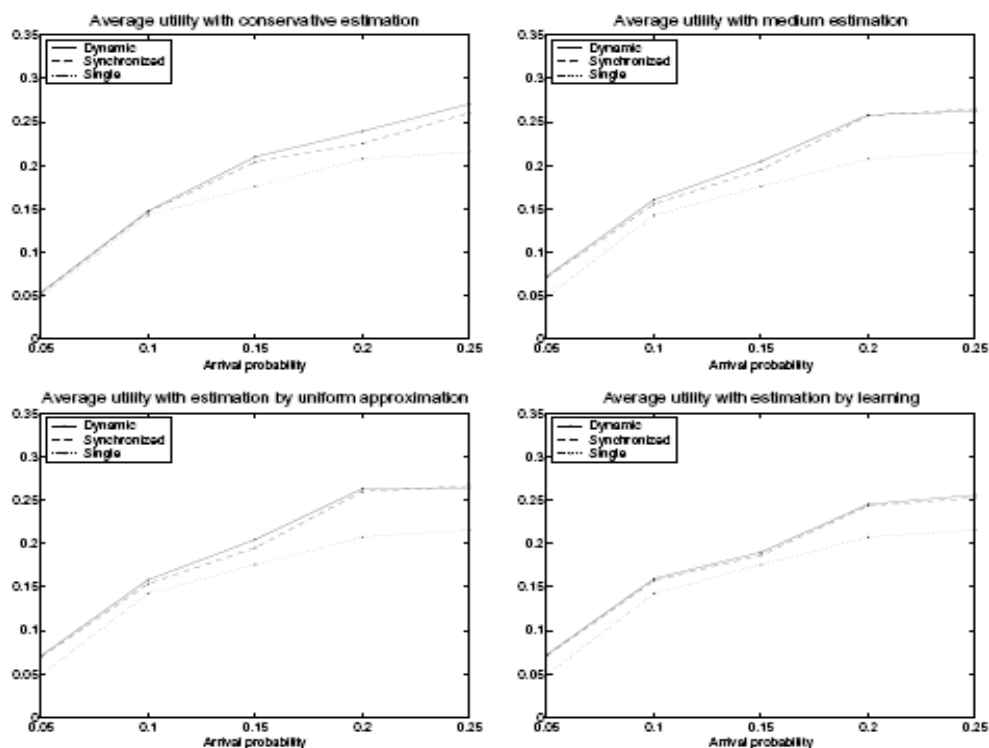 Average utility with conservative estimation
0.35
0.3
0.25
0.2
0.15
0.1
0.05
0
Dynamic
Synchronized
Single
0.05 0.1 0.15 0.2 0.25
Arrival probability
Average utility with medium estimation
0.35
0.3
0.25
0.2
0.15
0.1
0.05
0
Dynamic
Synchronized
Single
0.05 0.1 0.15 0.2 0.25
Arrival probability
Average utility with estimation by uniform approximation
0.35
0.3
0.25
0.2
0.15
0.1
0.05
0
Dynamic
Synchronized
Single
0.05 0.1 0.15 0.2 0.25
Arrival probability
Average utility with estimation by learning
0.35
0.3
0.25
0.2
0.15
0.1
0.05
0
Dynamic
Synchronized
Single
0.05 0.1 0.15 0.2 0.25
Arrival probability